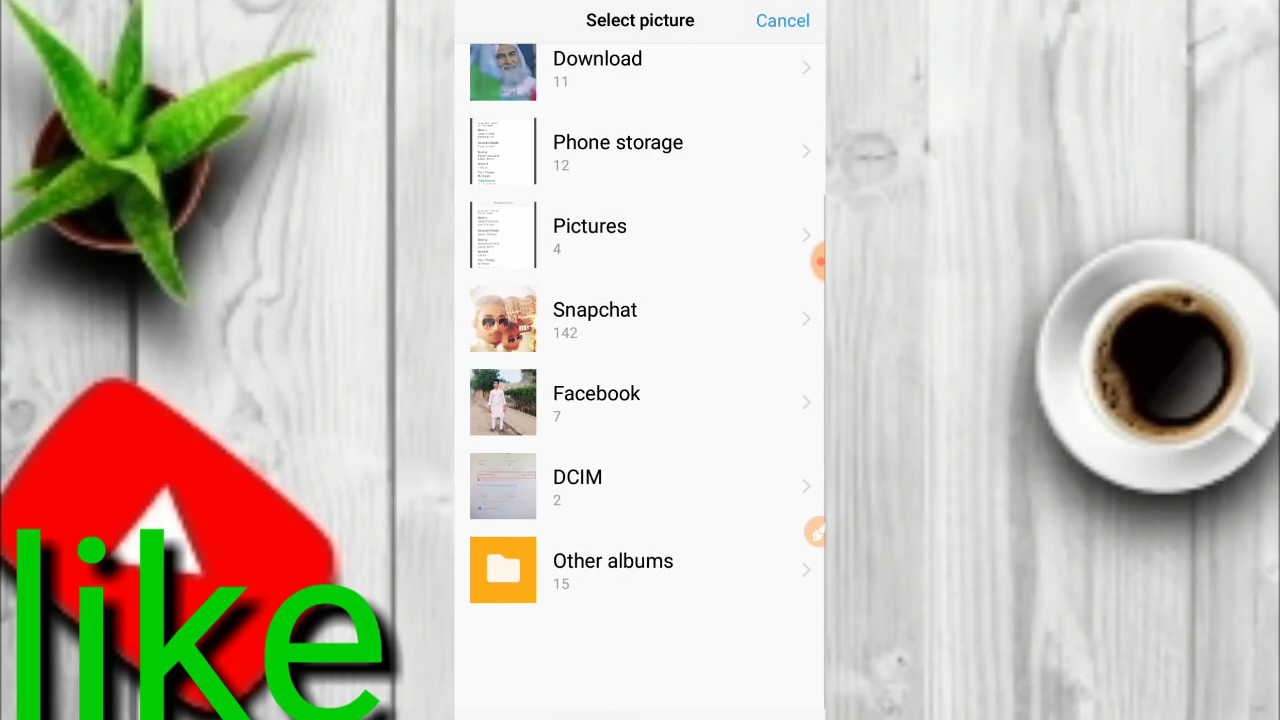 Select picture
Cancel
Download
11
Phone storage
12
Pictures
4
Snapchat
142
Facebook
7
DCIM
2
Other albums
15
like